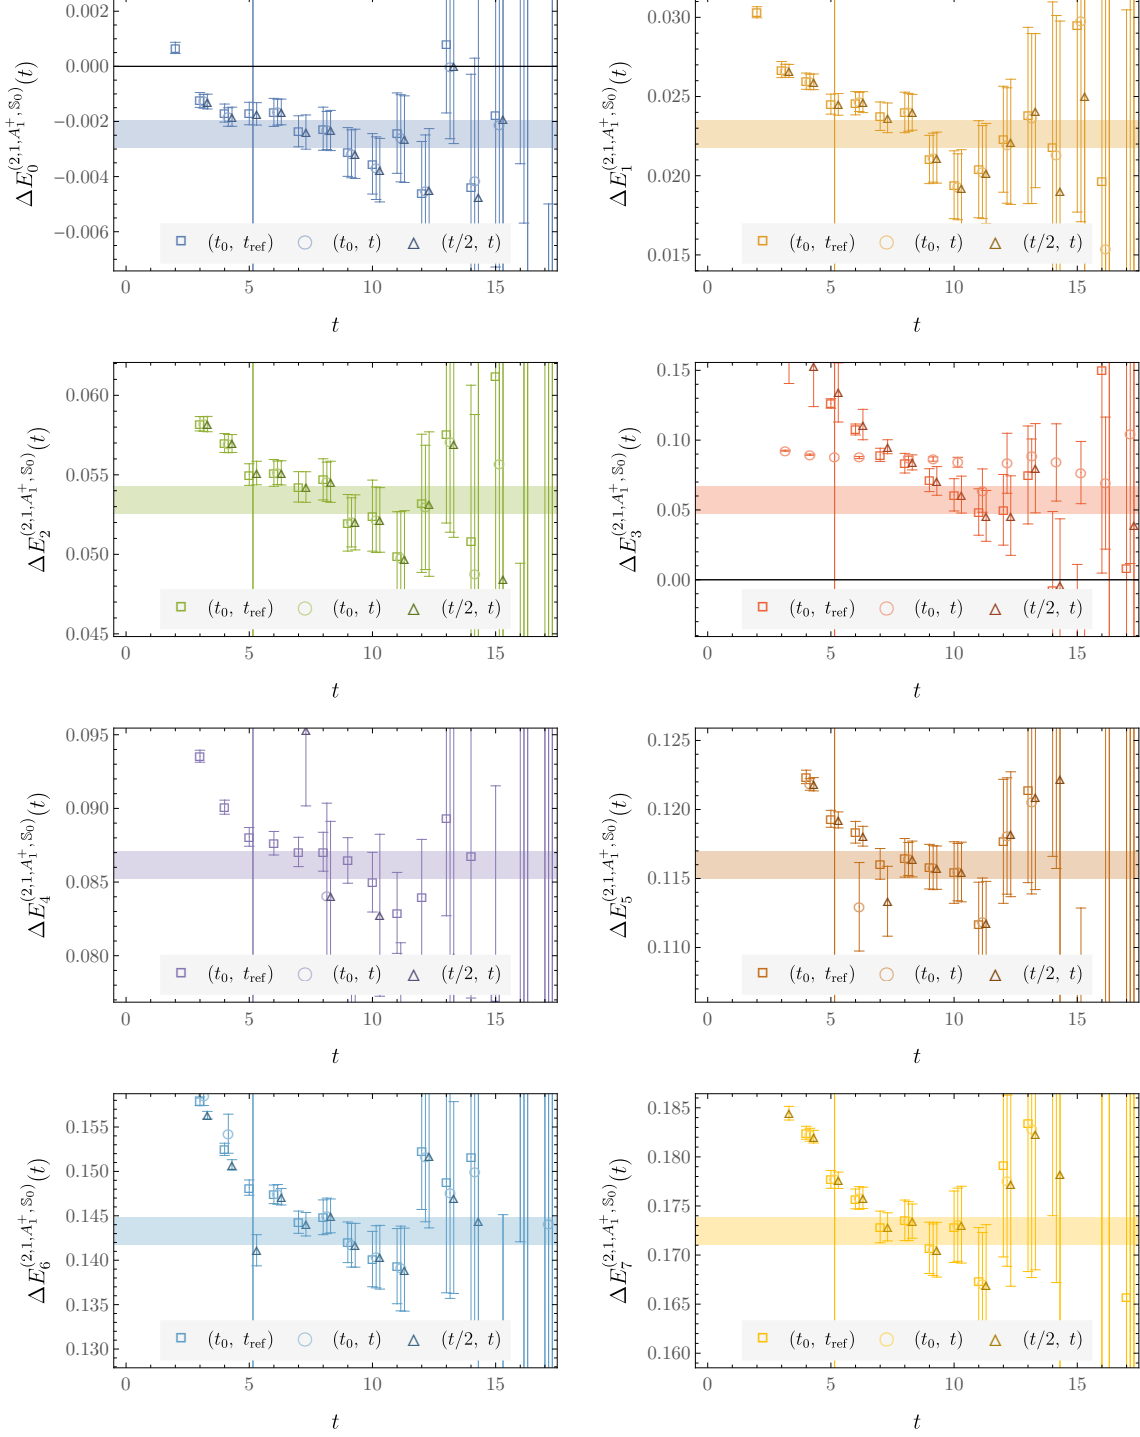 0.002
0.000
−0.002
−0.004
−0.006
ΔE_0^{(2,1,A_1^+,𝕊_0)}(t)
(t_0, t_ref) (t_0, t) (t/2, t)
0 5 10 15
t
0.030
0.025
0.020
0.015
ΔE_1^{(2,1,A_1^+,𝕊_0)}(t)
(t_0, t_ref) (t_0, t) (t/2, t)
0 5 10 15
t
0.060
0.055
0.050
0.045
ΔE_2^{(2,1,A_1^+,𝕊_0)}(t)
(t_0, t_ref) (t_0, t) (t/2, t)
0 5 10 15
t
0.15
0.10
0.05
0.00
ΔE_3^{(2,1,A_1^+,𝕊_0)}(t)
(t_0, t_ref) (t_0, t) (t/2, t)
0 5 10 15
t
0.095
0.090
0.085
0.080
ΔE_4^{(2,1,A_1^+,𝕊_0)}(t)
(t_0, t_ref) (t_0, t) (t/2, t)
0 5 10 15
t
0.125
0.120
0.115
0.110
ΔE_5^{(2,1,A_1^+,𝕊_0)}(t)
(t_0, t_ref) (t_0, t) (t/2, t)
0 5 10 15
t
0.155
0.150
0.145
0.140
0.135
0.130
ΔE_6^{(2,1,A_1^+,𝕊_0)}(t)
(t_0, t_ref) (t_0, t) (t/2, t)
0 5 10 15
t
0.185
0.180
0.175
0.170
0.165
0.160
ΔE_7^{(2,1,A_1^+,𝕊_0)}(t)
(t_0, t_ref) (t_0, t) (t/2, t)
0 5 10 15
t